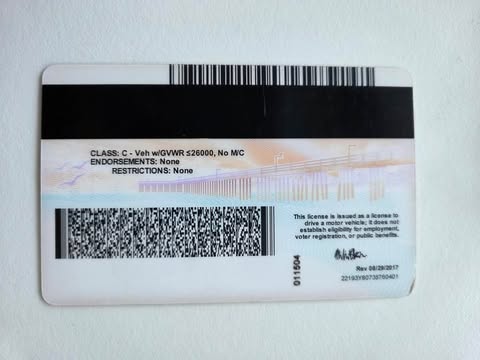 CLASS: C - Veh w/GVWR ≤26000, No M/C
ENDORSEMENTS: None
RESTRICTIONS: None
This license is issued as a license to
drive a motor vehicle; it does not
establish eligibility for employment,
voter registration, or public benefits.
011504
Rev 08/29/2017
22193Y60735760401